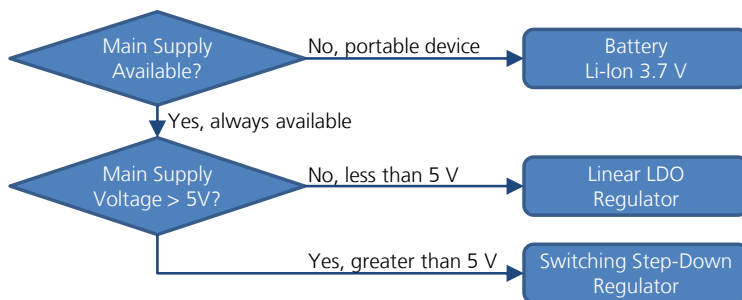 Main Supply
Available?
No, portable device
Battery
Li-Ion 3.7 V
Yes, always available
Main Supply
Voltage > 5V?
No, less than 5 V
Linear LDO
Regulator
Yes, greater than 5 V
Switching Step-Down
Regulator